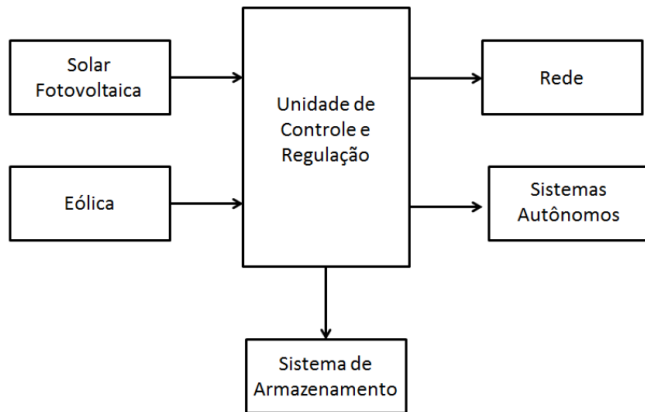 Solar
Fotovoltaica
Unidade de
Controle e
Regulação
Rede
Eólica
Sistemas
Autônomos
Sistema de
Armazenamento